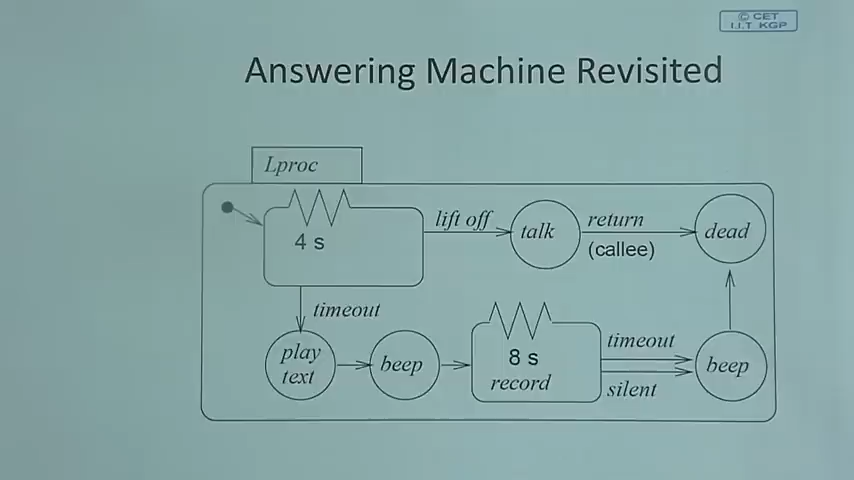 © CET
I.I.T. KGP
Answering Machine Revisited
Lproc
4 s
lift off
talk
return
(callee)
dead
timeout
play
text
beep
8 s
record
timeout
silent
beep